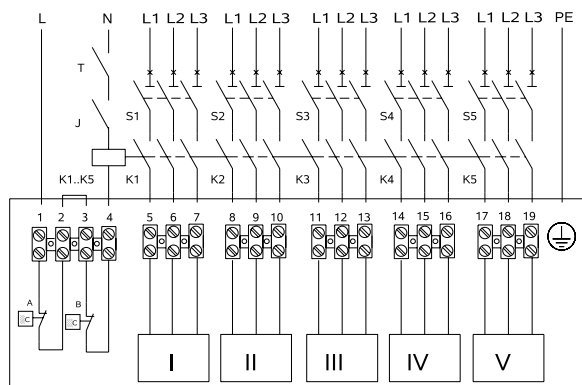 L N L1 L2 L3 L1 L2 L3 L1 L2 L3 L1 L2 L3 L1 L2 L3 PE
T
J
S1 S2 S3 S4 S5
K1..K5 K1 K2 K3 K4 K5
1 2 3 4 5 6 7 8 9 10 11 12 13 14 15 16 17 18 19
A B
C C
I II III IV V